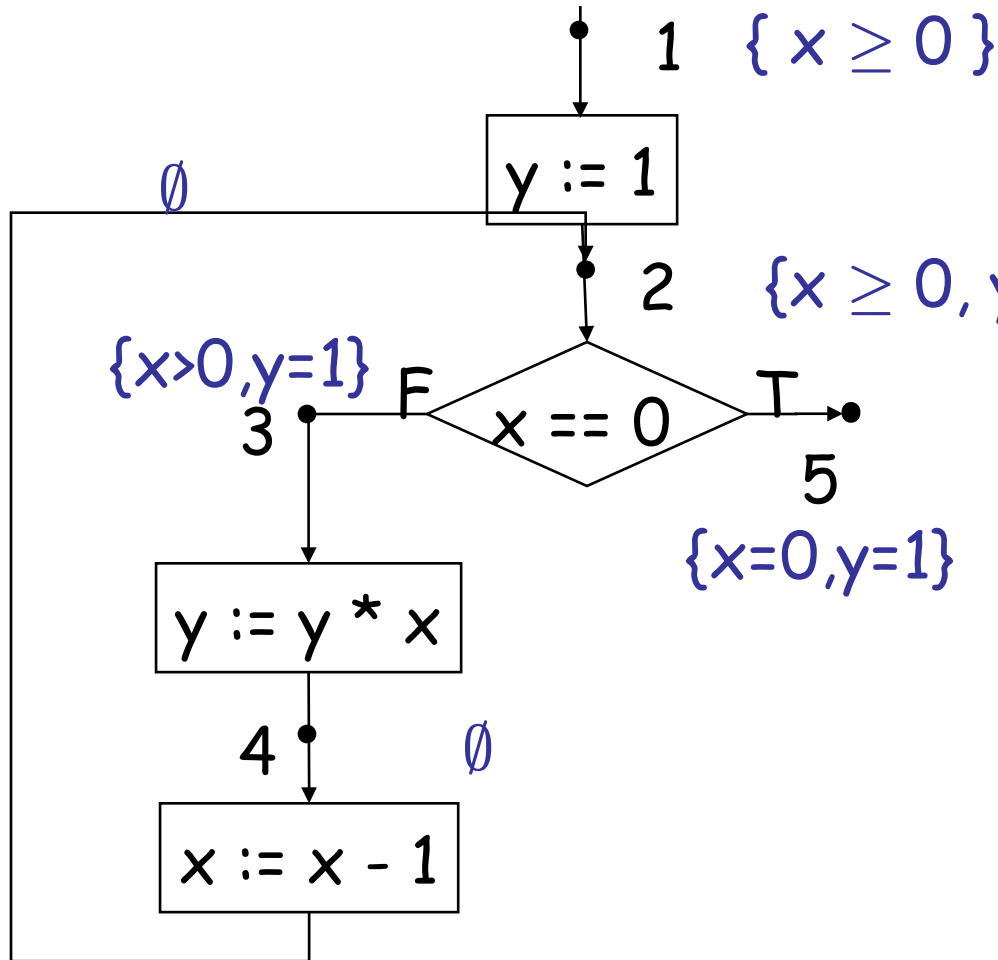 1 { x ≥ 0 }
y := 1
∅
2 {x ≥ 0, y
{x>0,y=1} F T
3 x == 0
5
{x=0,y=1}
y := y * x
4 ∅
x := x - 1